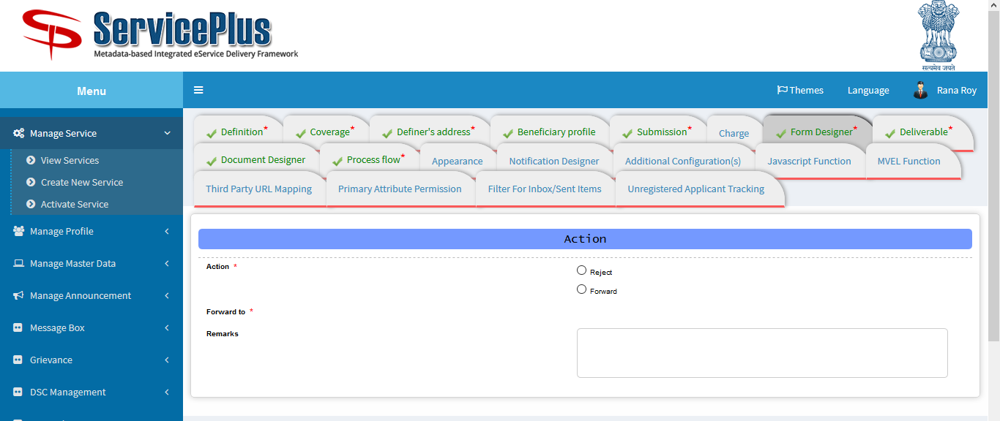 ServicePlus
Metadata-based Integrated eService Delivery Framework
सत्यमेव जयते
Menu
Themes Language Rana Roy
Manage Service
View Services
Create New Service
Activate Service
Manage Profile
Manage Master Data
Manage Announcement
Message Box
Grievance
DSC Management
Definition* Coverage* Definer's address* Beneficiary profile Submission* Charge Form Designer* Deliverable*
Document Designer Process flow* Appearance Notification Designer Additional Configuration(s) Javascript Function MVEL Function
Third Party URL Mapping Primary Attribute Permission Filter For Inbox/Sent Items Unregistered Applicant Tracking
Action
Action *
Reject
Forward
Forward to *
Remarks